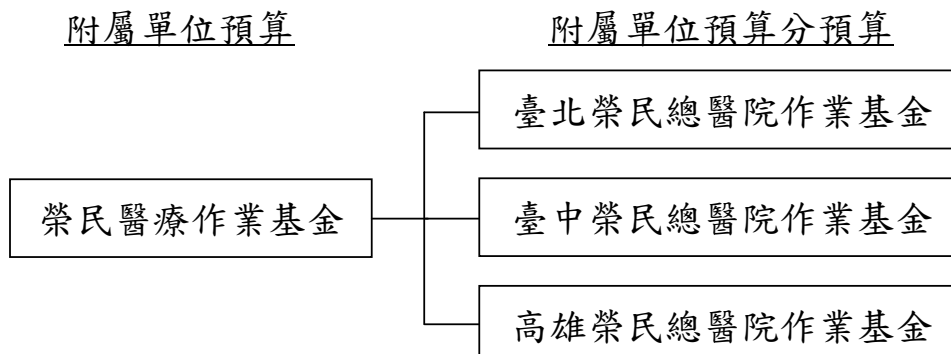 附屬單位預算
附屬單位預算分預算
臺北榮民總醫院作業基金
榮民醫療作業基金
臺中榮民總醫院作業基金
高雄榮民總醫院作業基金